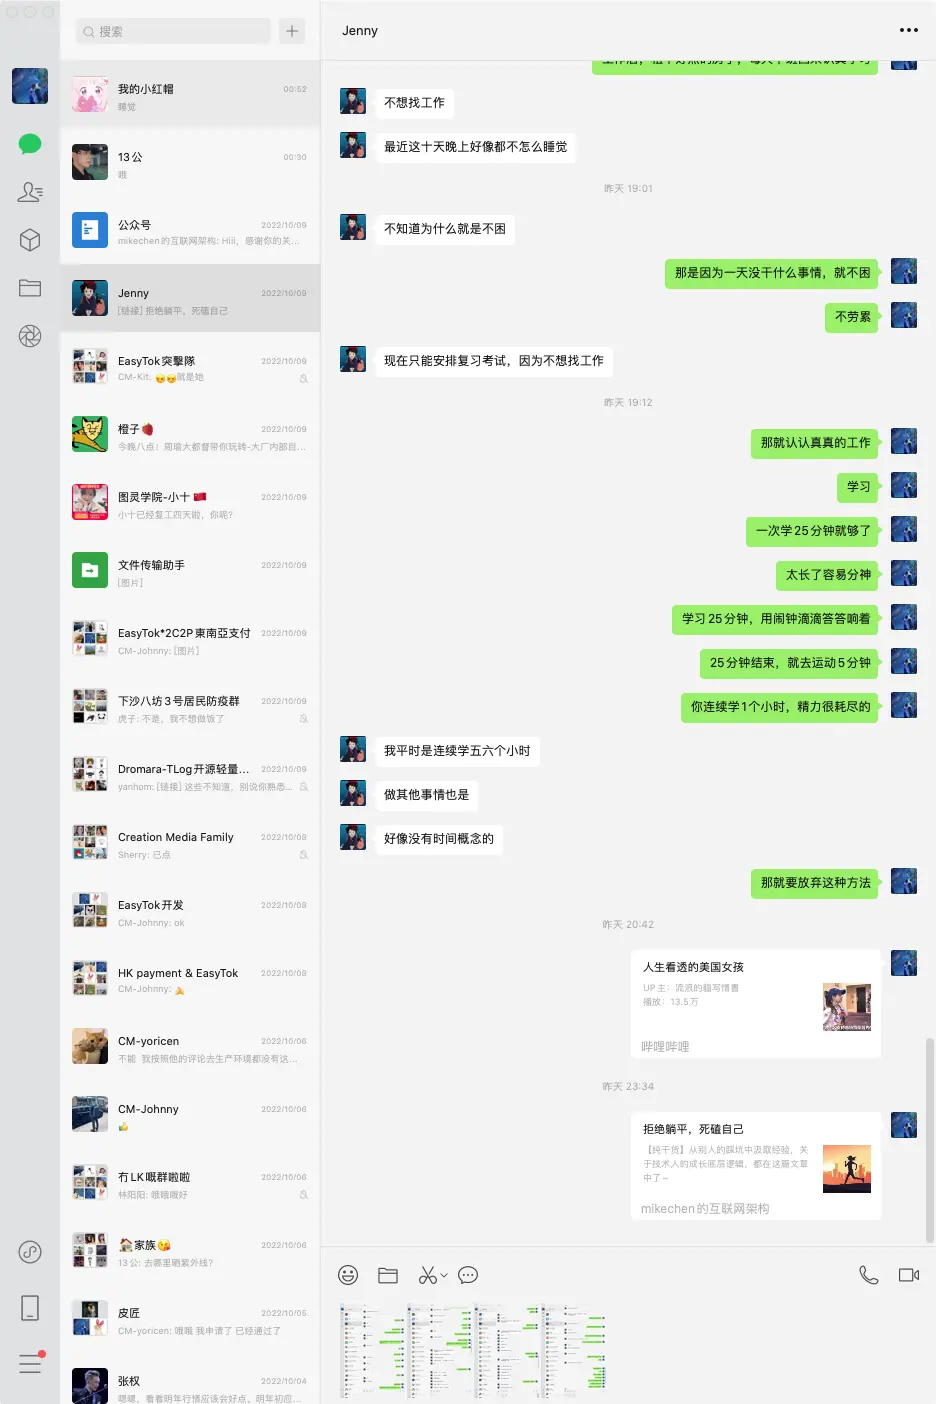 搜索
我的小红帽
00:52
睡觉
13公
00:30
哦
公众号
2022/10/09
mikechen的互联网架构: Hiii, 感谢你的关...
Jenny
2022/10/09
[链接] 拒绝躺平，死磕自己
EasyTok突擊隊
2022/10/09
CM-Kit: 就是她
橙子
2022/10/09
今晚八点！周瑜大都督带你玩转-大厂内部目...
图灵学院-小十
2022/10/09
小十已经复工四天啦，你呢?
文件传输助手
2022/10/09
[图片]
EasyTok*2C2P東南亞支付
2022/10/09
CM-Johnny: [图片]
下沙八坊3号居民防疫群
2022/10/09
虎子: 不是，我不想做饭了
Dromara-TLog开源轻量...
2022/10/09
yanhom: [链接] 这些不知道，别说你熟悉...
Creation Media Family
2022/10/08
Sherry: 已点
EasyTok开发
2022/10/08
CM-Johnny: ok
HK payment & EasyTok
2022/10/08
CM-Johnny:
CM-yoricen
2022/10/06
不能 我按照他的评论去生产环境都没有这...
CM-Johnny
2022/10/06
冇LK嘅群啦啦
2022/10/06
林阳阳: 哦哦嘅好
家族
2022/10/06
13公: 去哪里晒紫外线?
皮匠
2022/10/05
CM-yoricen: 哦哦 我申请了 已经通过了
张权
2022/10/04
嗯嗯，看看明年行情应该会好点，明年初应...
Jenny
不想找工作
最近这十天晚上好像都不怎么睡觉
昨天 19:01
不知道为什么就是不困
那是因为一天没干什么事情，就不困
不劳累
现在只能安排复习考试，因为不想找工作
昨天 19:12
那就认认真真的工作
学习
一次学25分钟就够了
太长了容易分神
学习25分钟，用闹钟滴滴答答响着
25分钟结束，就去运动5分钟
你连续学1个小时，精力很耗尽的
我平时是连续学五六个小时
做其他事情也是
好像没有时间概念的
那就要放弃这种方法
昨天 20:42
人生看透的美国女孩
UP主：流浪的貓写情書
播放：13.5万
哔哩哔哩
昨天 23:34
拒绝躺平，死磕自己
【纯干货】从别人的踩坑中汲取经验，关
于技术人的成长底层逻辑，都在这篇文章
中了~
mikechen的互联网架构